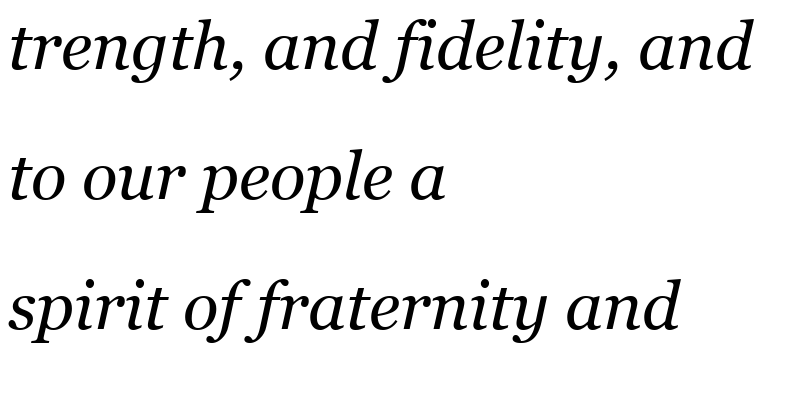 trength, and fidelity, and
to our people a
spirit of fraternity and